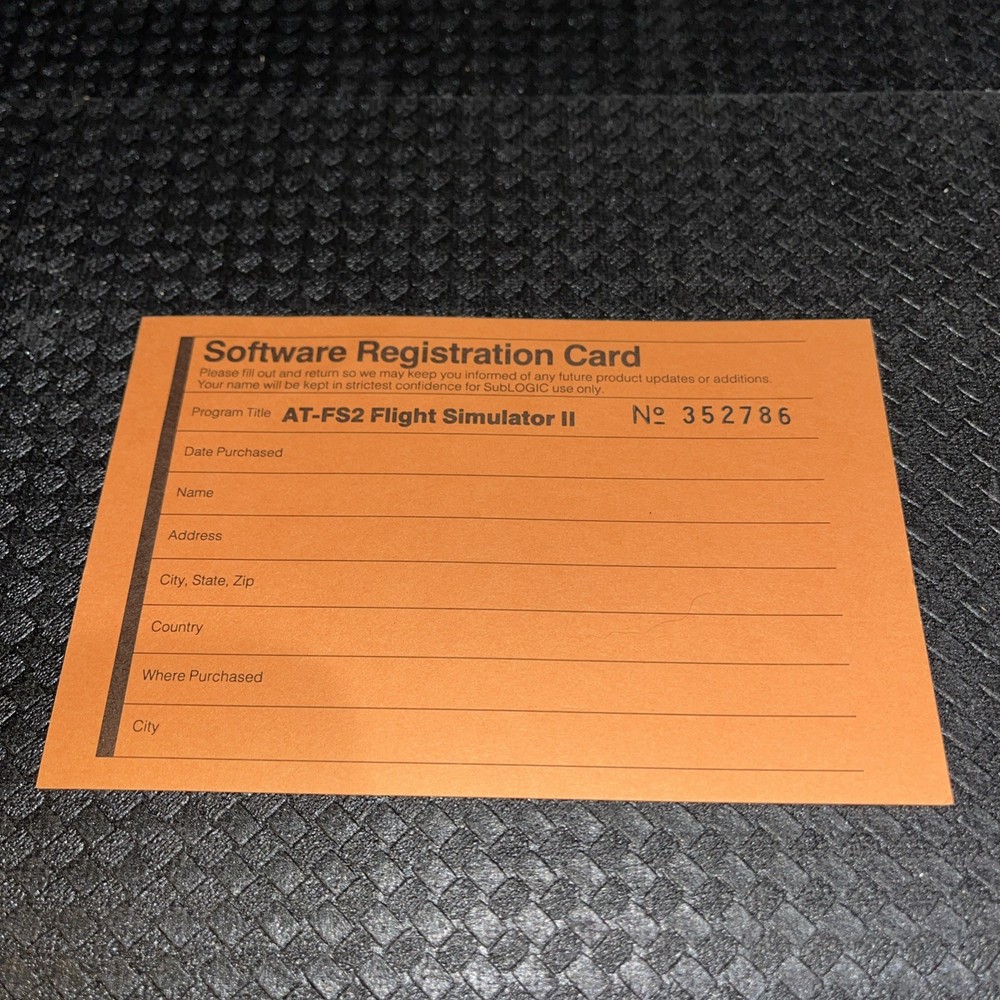 Software Registration Card
Please fill out and return so we may keep you informed of any future product updates or additions.
Your name will be kept in strictest confidence for SubLOGIC use only.
Program Title AT-FS2 Flight Simulator II № 352786
Date Purchased
Name
Address
City, State, Zip
Country
Where Purchased
City